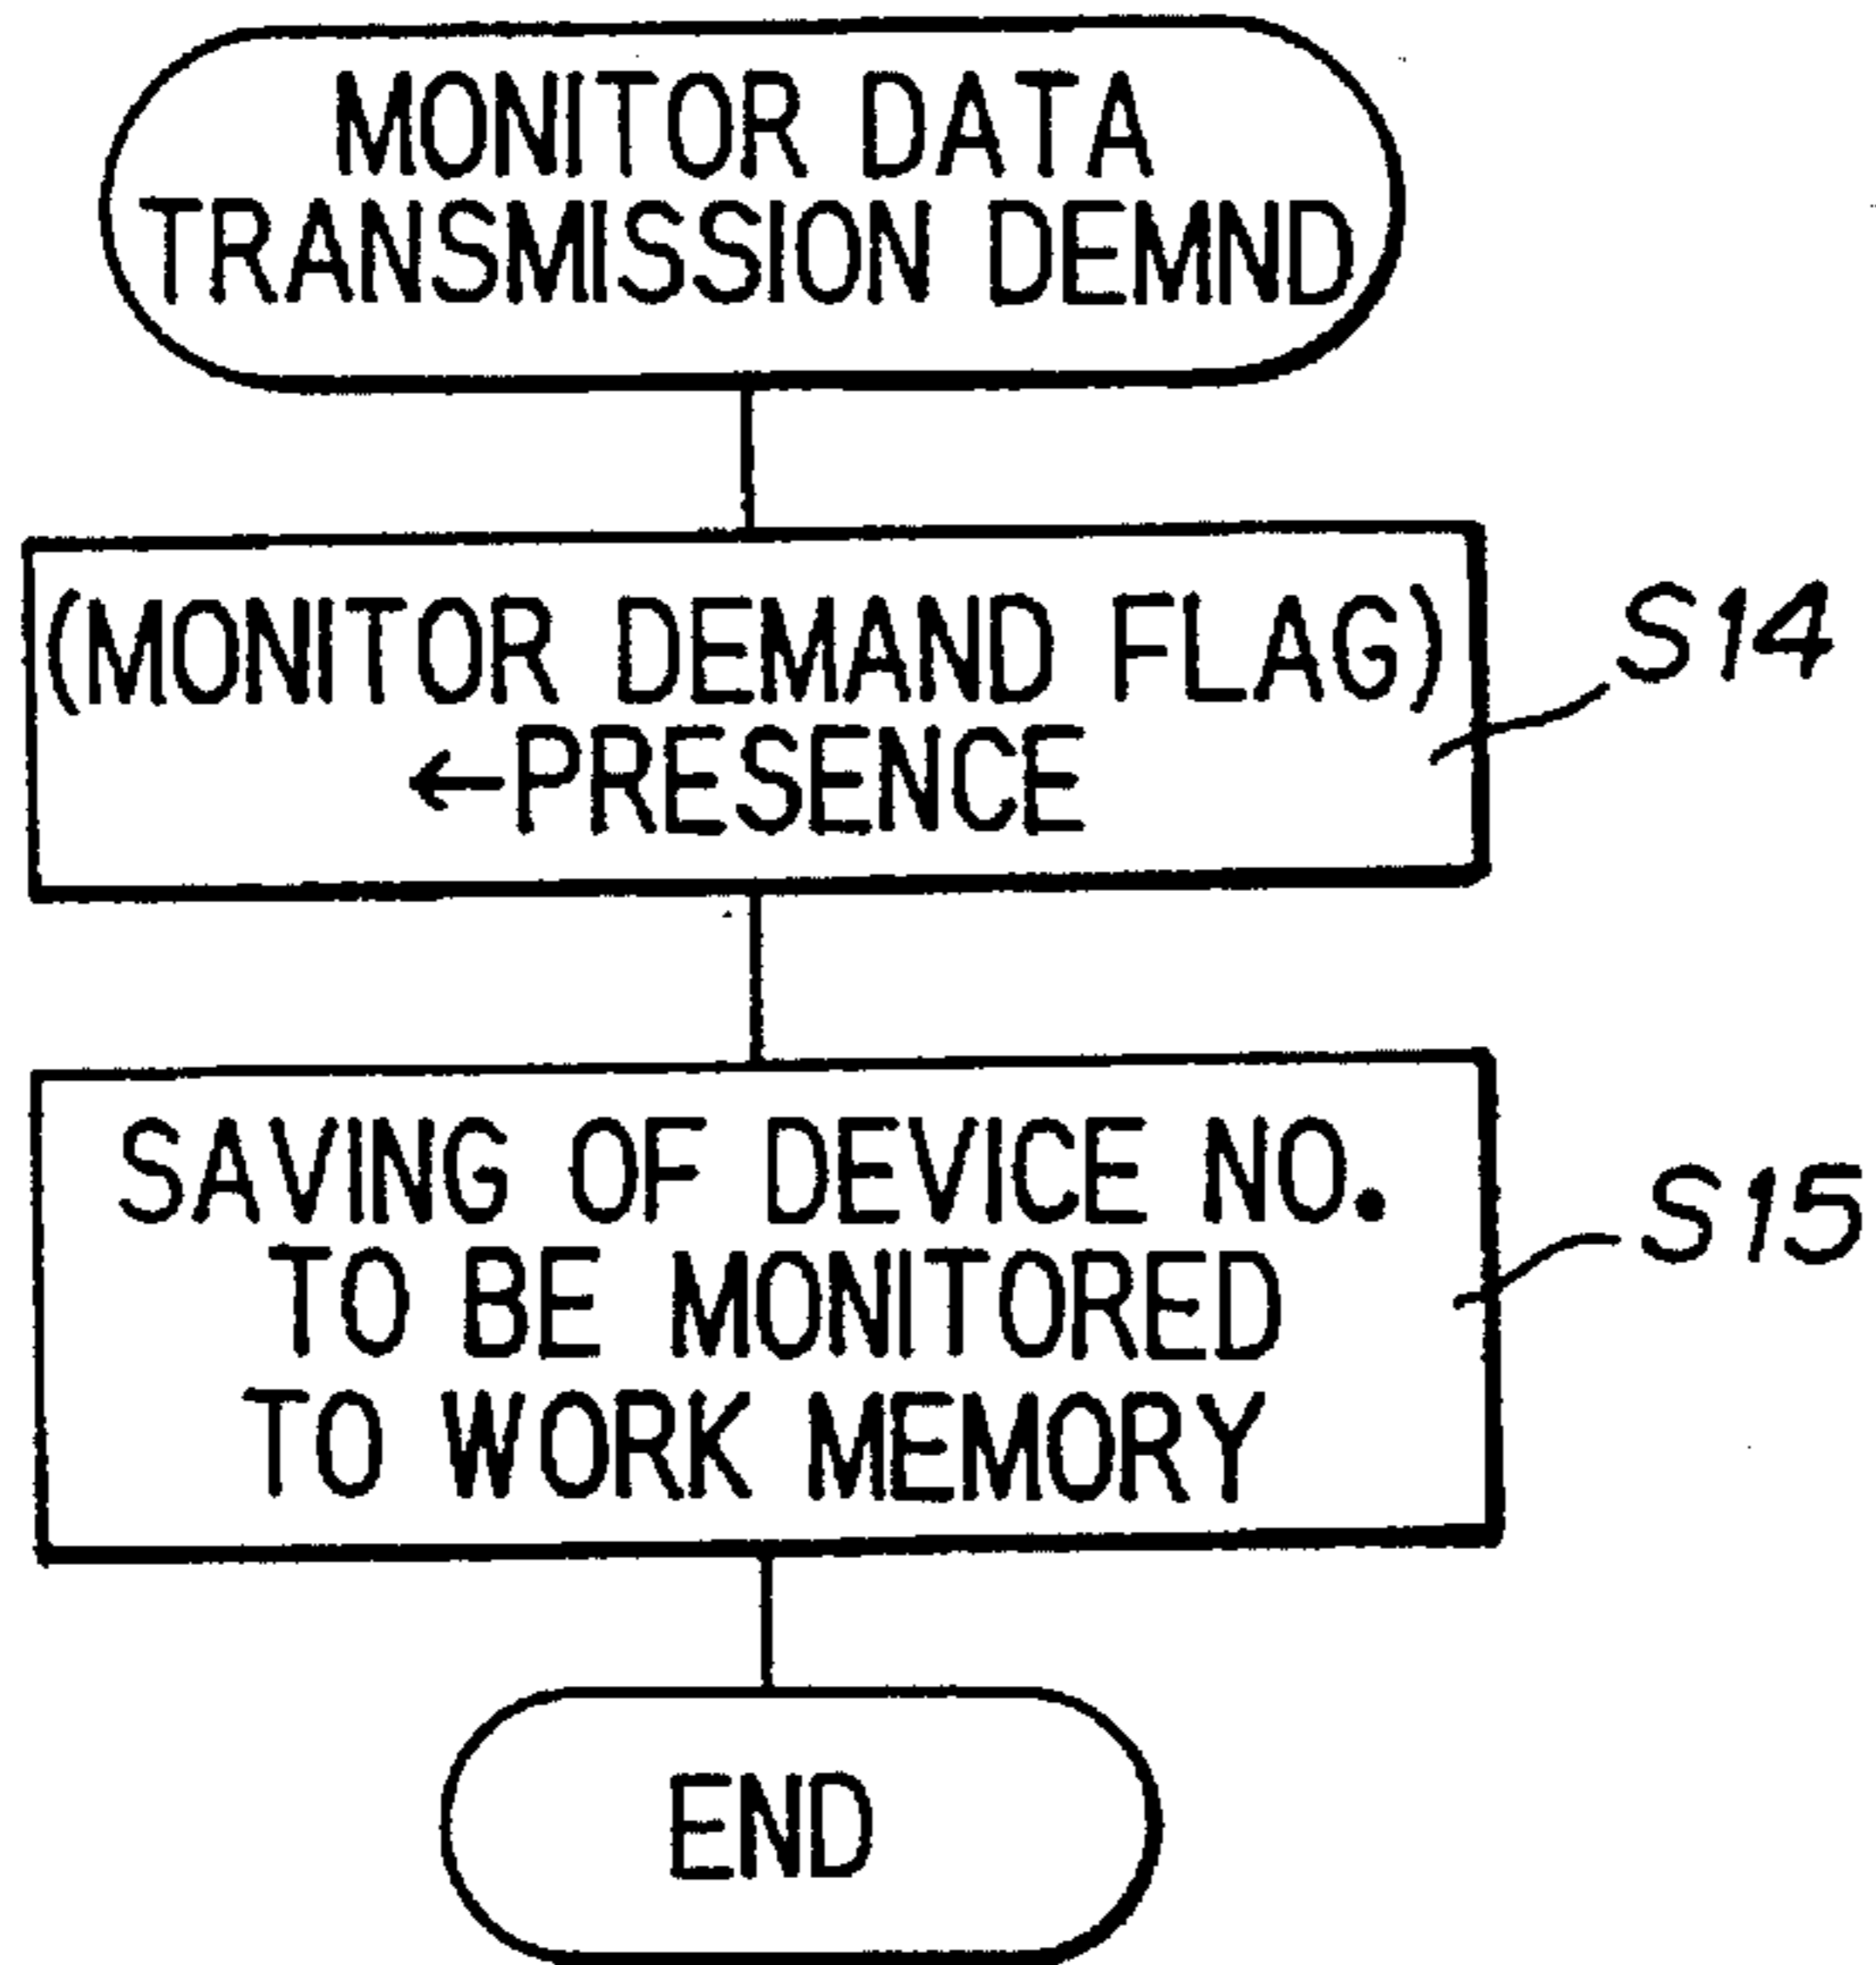 MONITOR DATA
TRANSMISSION DEMND
(MONITOR DEMAND FLAG)
←PRESENCE
S14
SAVING OF DEVICE NO.
TO BE MONITORED
TO WORK MEMORY
S15
END